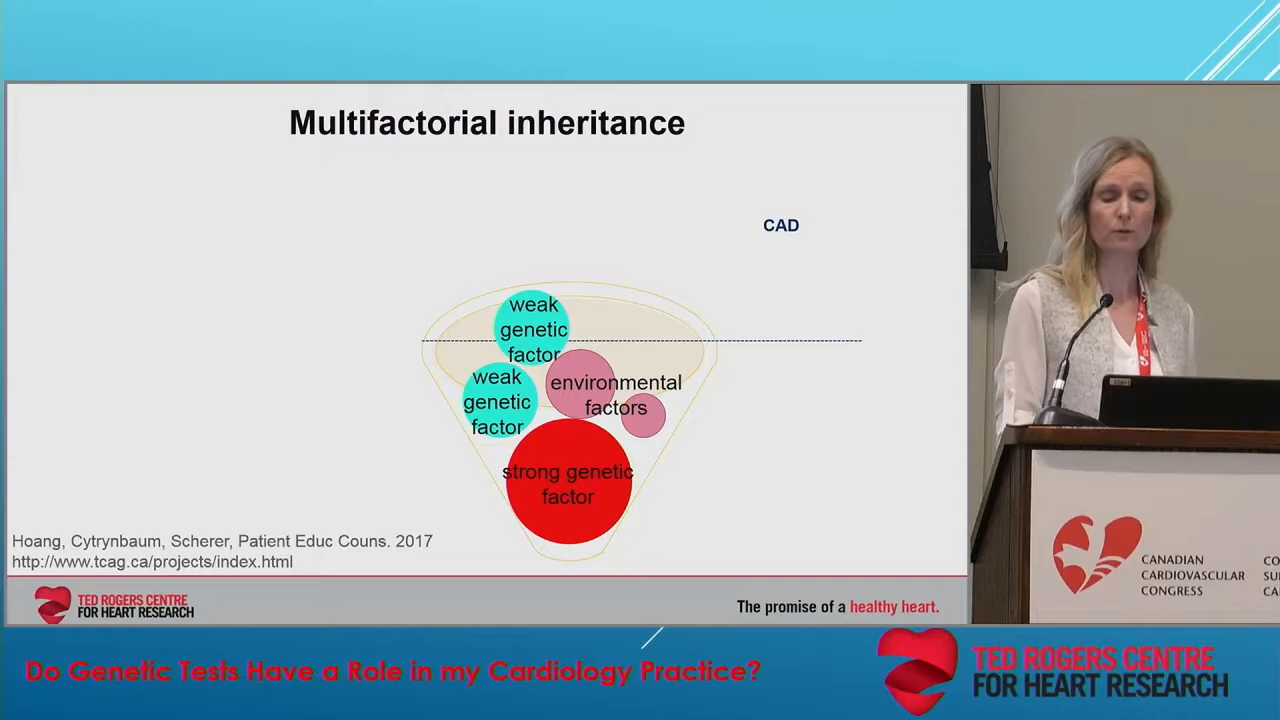 Multifactorial inheritance
CAD
weak
genetic
factor
weak
genetic
factor
environmental
factors
strong genetic
factor
Hoang, Cytrynbaum, Scherer, Patient Educ Couns. 2017
http://www.tcag.ca/projects/index.html
TED ROGERS CENTRE
FOR HEART RESEARCH
The promise of a healthy heart.
CANADIAN
CARDIOVASCULAR
CONGRESS
CO
SU
CA
Do Genetic Tests Have a Role in my Cardiology Practice?
TED ROGERS CENTRE
FOR HEART RESEARCH